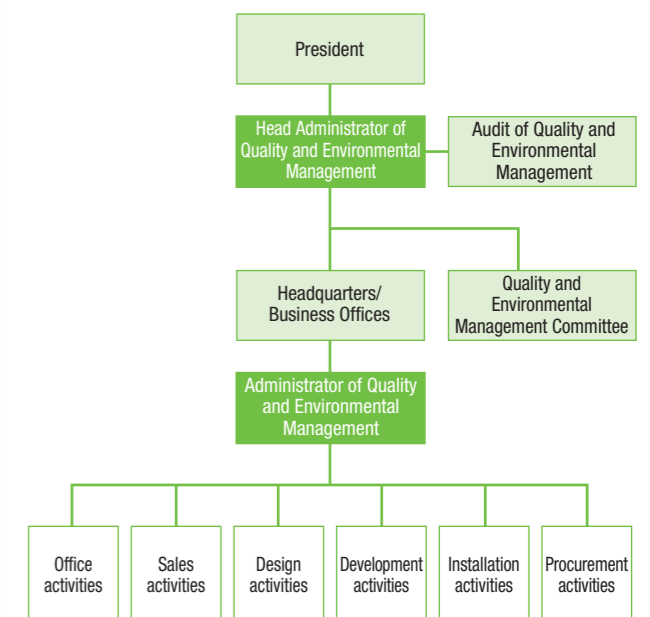 President
Head Administrator of
Quality and Environmental
Management
Audit of Quality and
Environmental
Management
Headquarters/
Business Offices
Quality and
Environmental
Management Committee
Administrator of Quality
and Environmental
Management
Office
activities
Sales
activities
Design
activities
Development
activities
Installation
activities
Procurement
activities